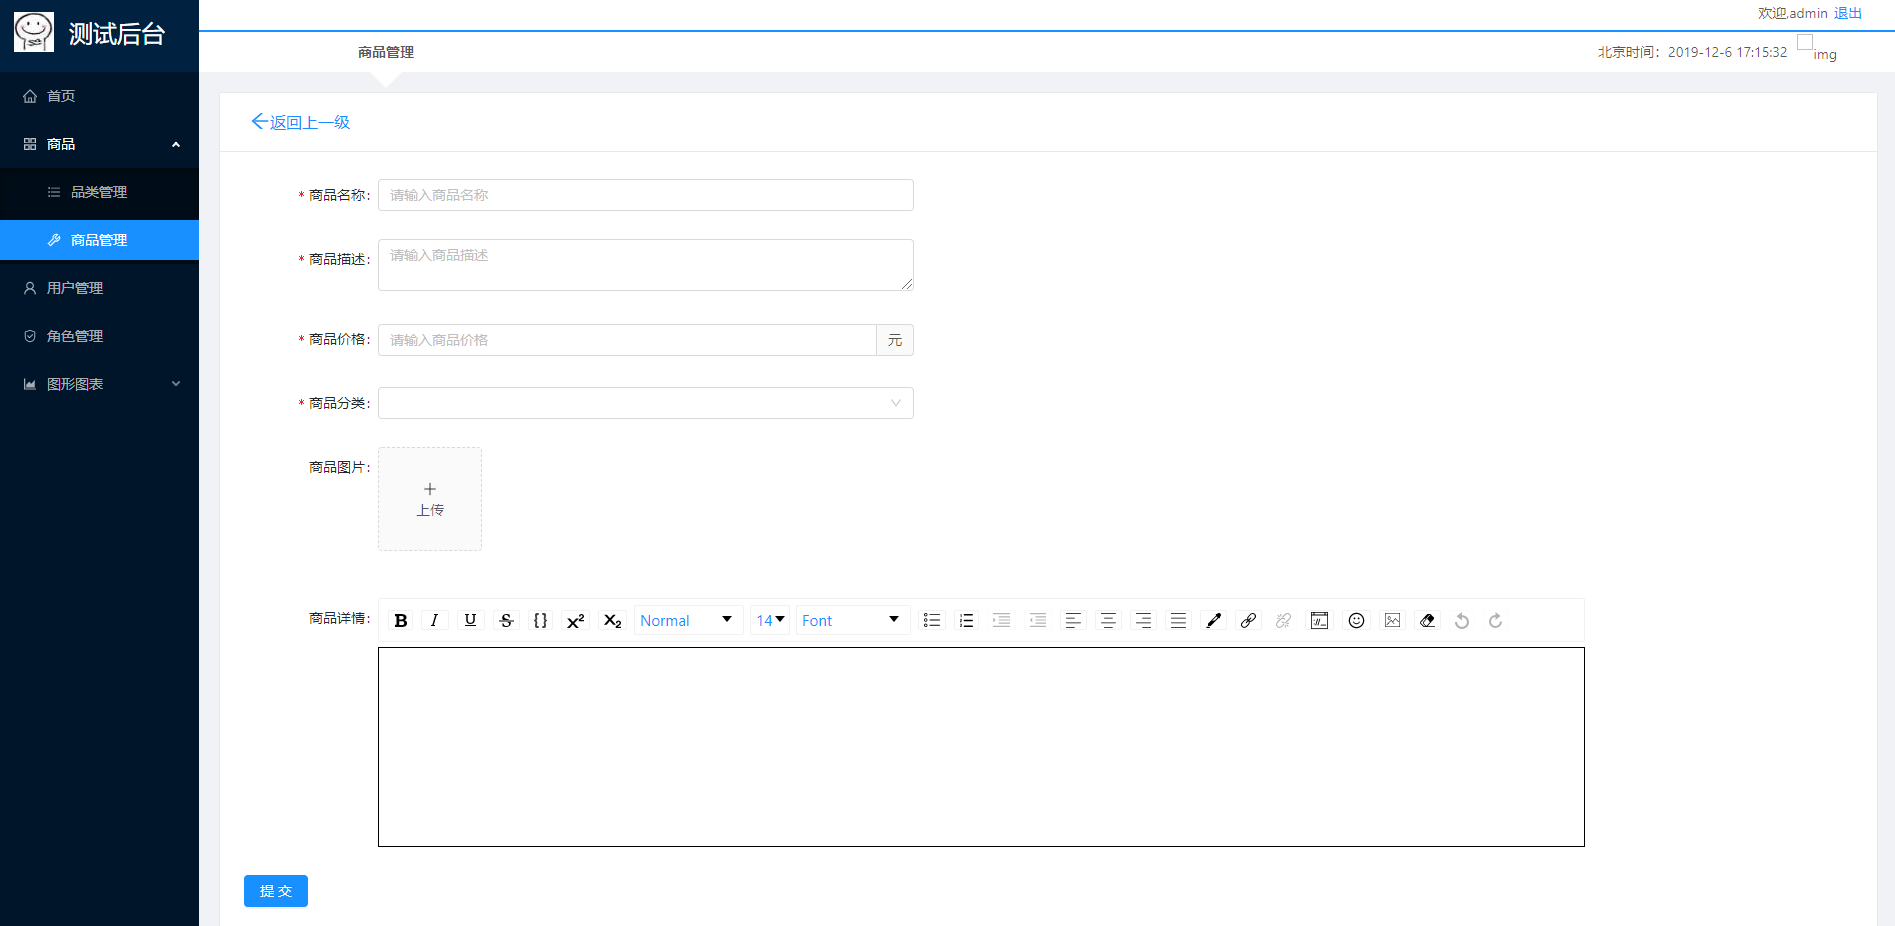 测试后台
欢迎,admin 退出
商品管理
北京时间：2019-12-6 17:15:32 img
首页
商品
品类管理
商品管理
用户管理
角色管理
图形图表
返回上一级
* 商品名称: 请输入商品名称
* 商品描述: 请输入商品描述
* 商品价格: 请输入商品价格 元
* 商品分类:
商品图片:
上传
商品详情: B I U S {} x² x₂ Normal 14 Font
提 交